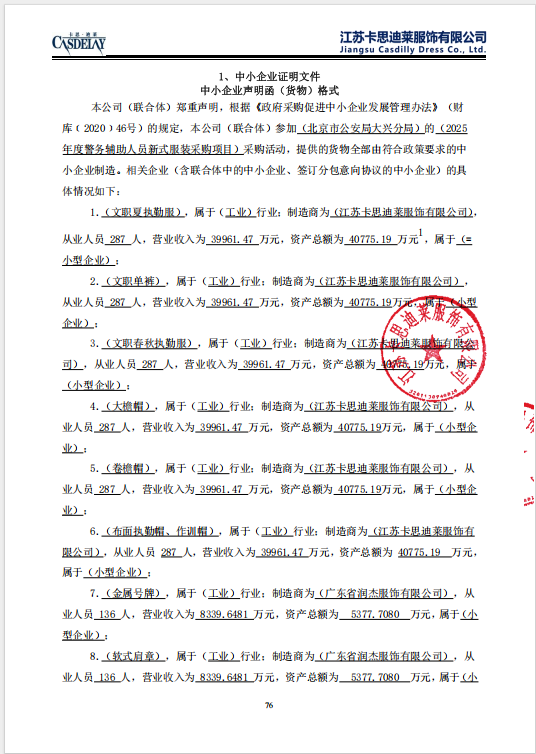 卡思·迪莱
CASDELAY
江苏卡思迪莱服饰有限公司
Jiangsu Casdilly Dress Co., Ltd.
1、中小企业证明文件
中小企业声明函（货物）格式
本公司（联合体）郑重声明，根据《政府采购促进中小企业发展管理办法》（财
库〔2020〕46号）的规定，本公司（联合体）参加（北京市公安局大兴分局）的（2025
年度警务辅助人员新式服装采购项目）采购活动，提供的货物全部由符合政策要求的中
小企业制造。相关企业（含联合体中的中小企业、签订分包意向协议的中小企业）的具
体情况如下：
1.（文职夏执勤服），属于（工业）行业；制造商为（江苏卡思迪莱服饰有限公司），
从业人员 287 人，营业收入为 39961.47 万元，资产总额为 40775.19 万元1，属于（
小型企业）；
2.（文职单裤），属于（工业）行业；制造商为（江苏卡思迪莱服饰有限公司），
从业人员 287 人，营业收入为 39961.47 万元，资产总额为 40775.19 万元，属于（小型
企业）；
3.（文职春秋执勤服），属于（工业）行业；制造商为（江苏卡思迪莱服饰有限公
司），从业人员 287 人，营业收入为 39961.47 万元，资产总额为 40775.19 万元，属于
（小型企业）；
4.（大檐帽），属于（工业）行业；制造商为（江苏卡思迪莱服饰有限公司），从
业人员 287 人，营业收入为 39961.47 万元，资产总额为 40775.19万元，属于（小型企
业）；
5.（卷檐帽），属于（工业）行业；制造商为（江苏卡思迪莱服饰有限公司），从
业人员 287 人，营业收入为 39961.47 万元，资产总额为 40775.19万元，属于（小型企
业）；
6.（布面执勤帽、作训帽），属于（工业）行业；制造商为（江苏卡思迪莱服饰有
限公司），从业人员 287 人，营业收入为 39961.47 万元，资产总额为 40775.19 万元，
属于（小型企业）；
7.（金属号牌），属于（工业）行业；制造商为（广东省润杰服饰有限公司），从
业人员 136 人，营业收入为 8339.6481 万元，资产总额为 5377.7080 万元，属于（小
型企业）；
8.（软式肩章），属于（工业）行业；制造商为（广东省润杰服饰有限公司），从
业人员 136 人，营业收入为 8339.6481 万元，资产总额为 5377.7080 万元，属于（小
江苏卡思迪莱服饰有限公司
76